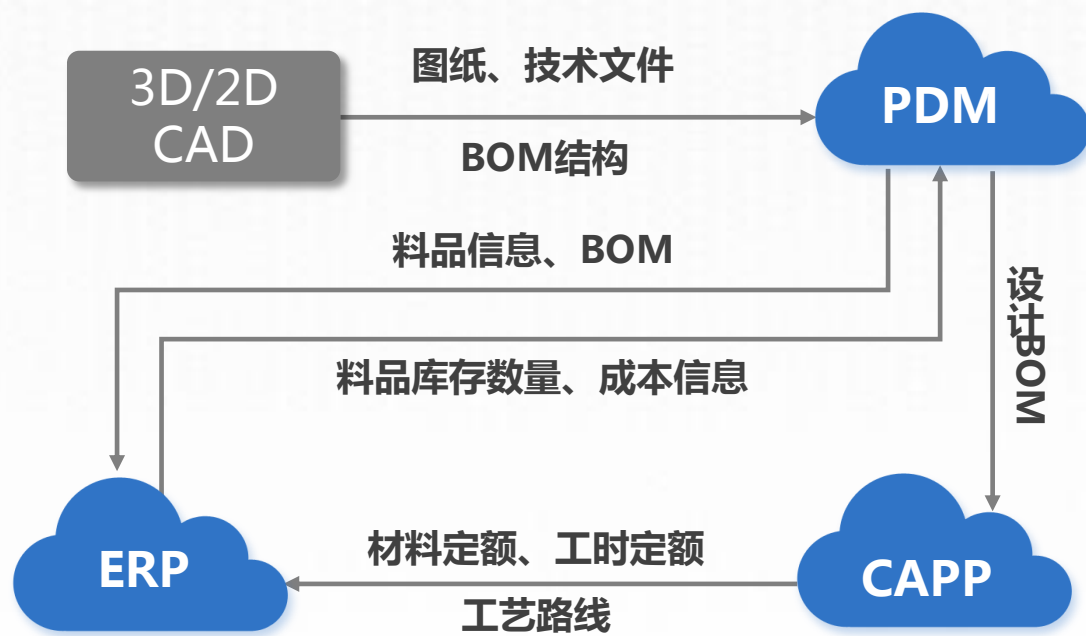 3D/2D
CAD
图纸、技术文件
PDM
BOM结构
料品信息、BOM
设计BOM
料品库存数量、成本信息
ERP
材料定额、工时定额
CAPP
工艺路线